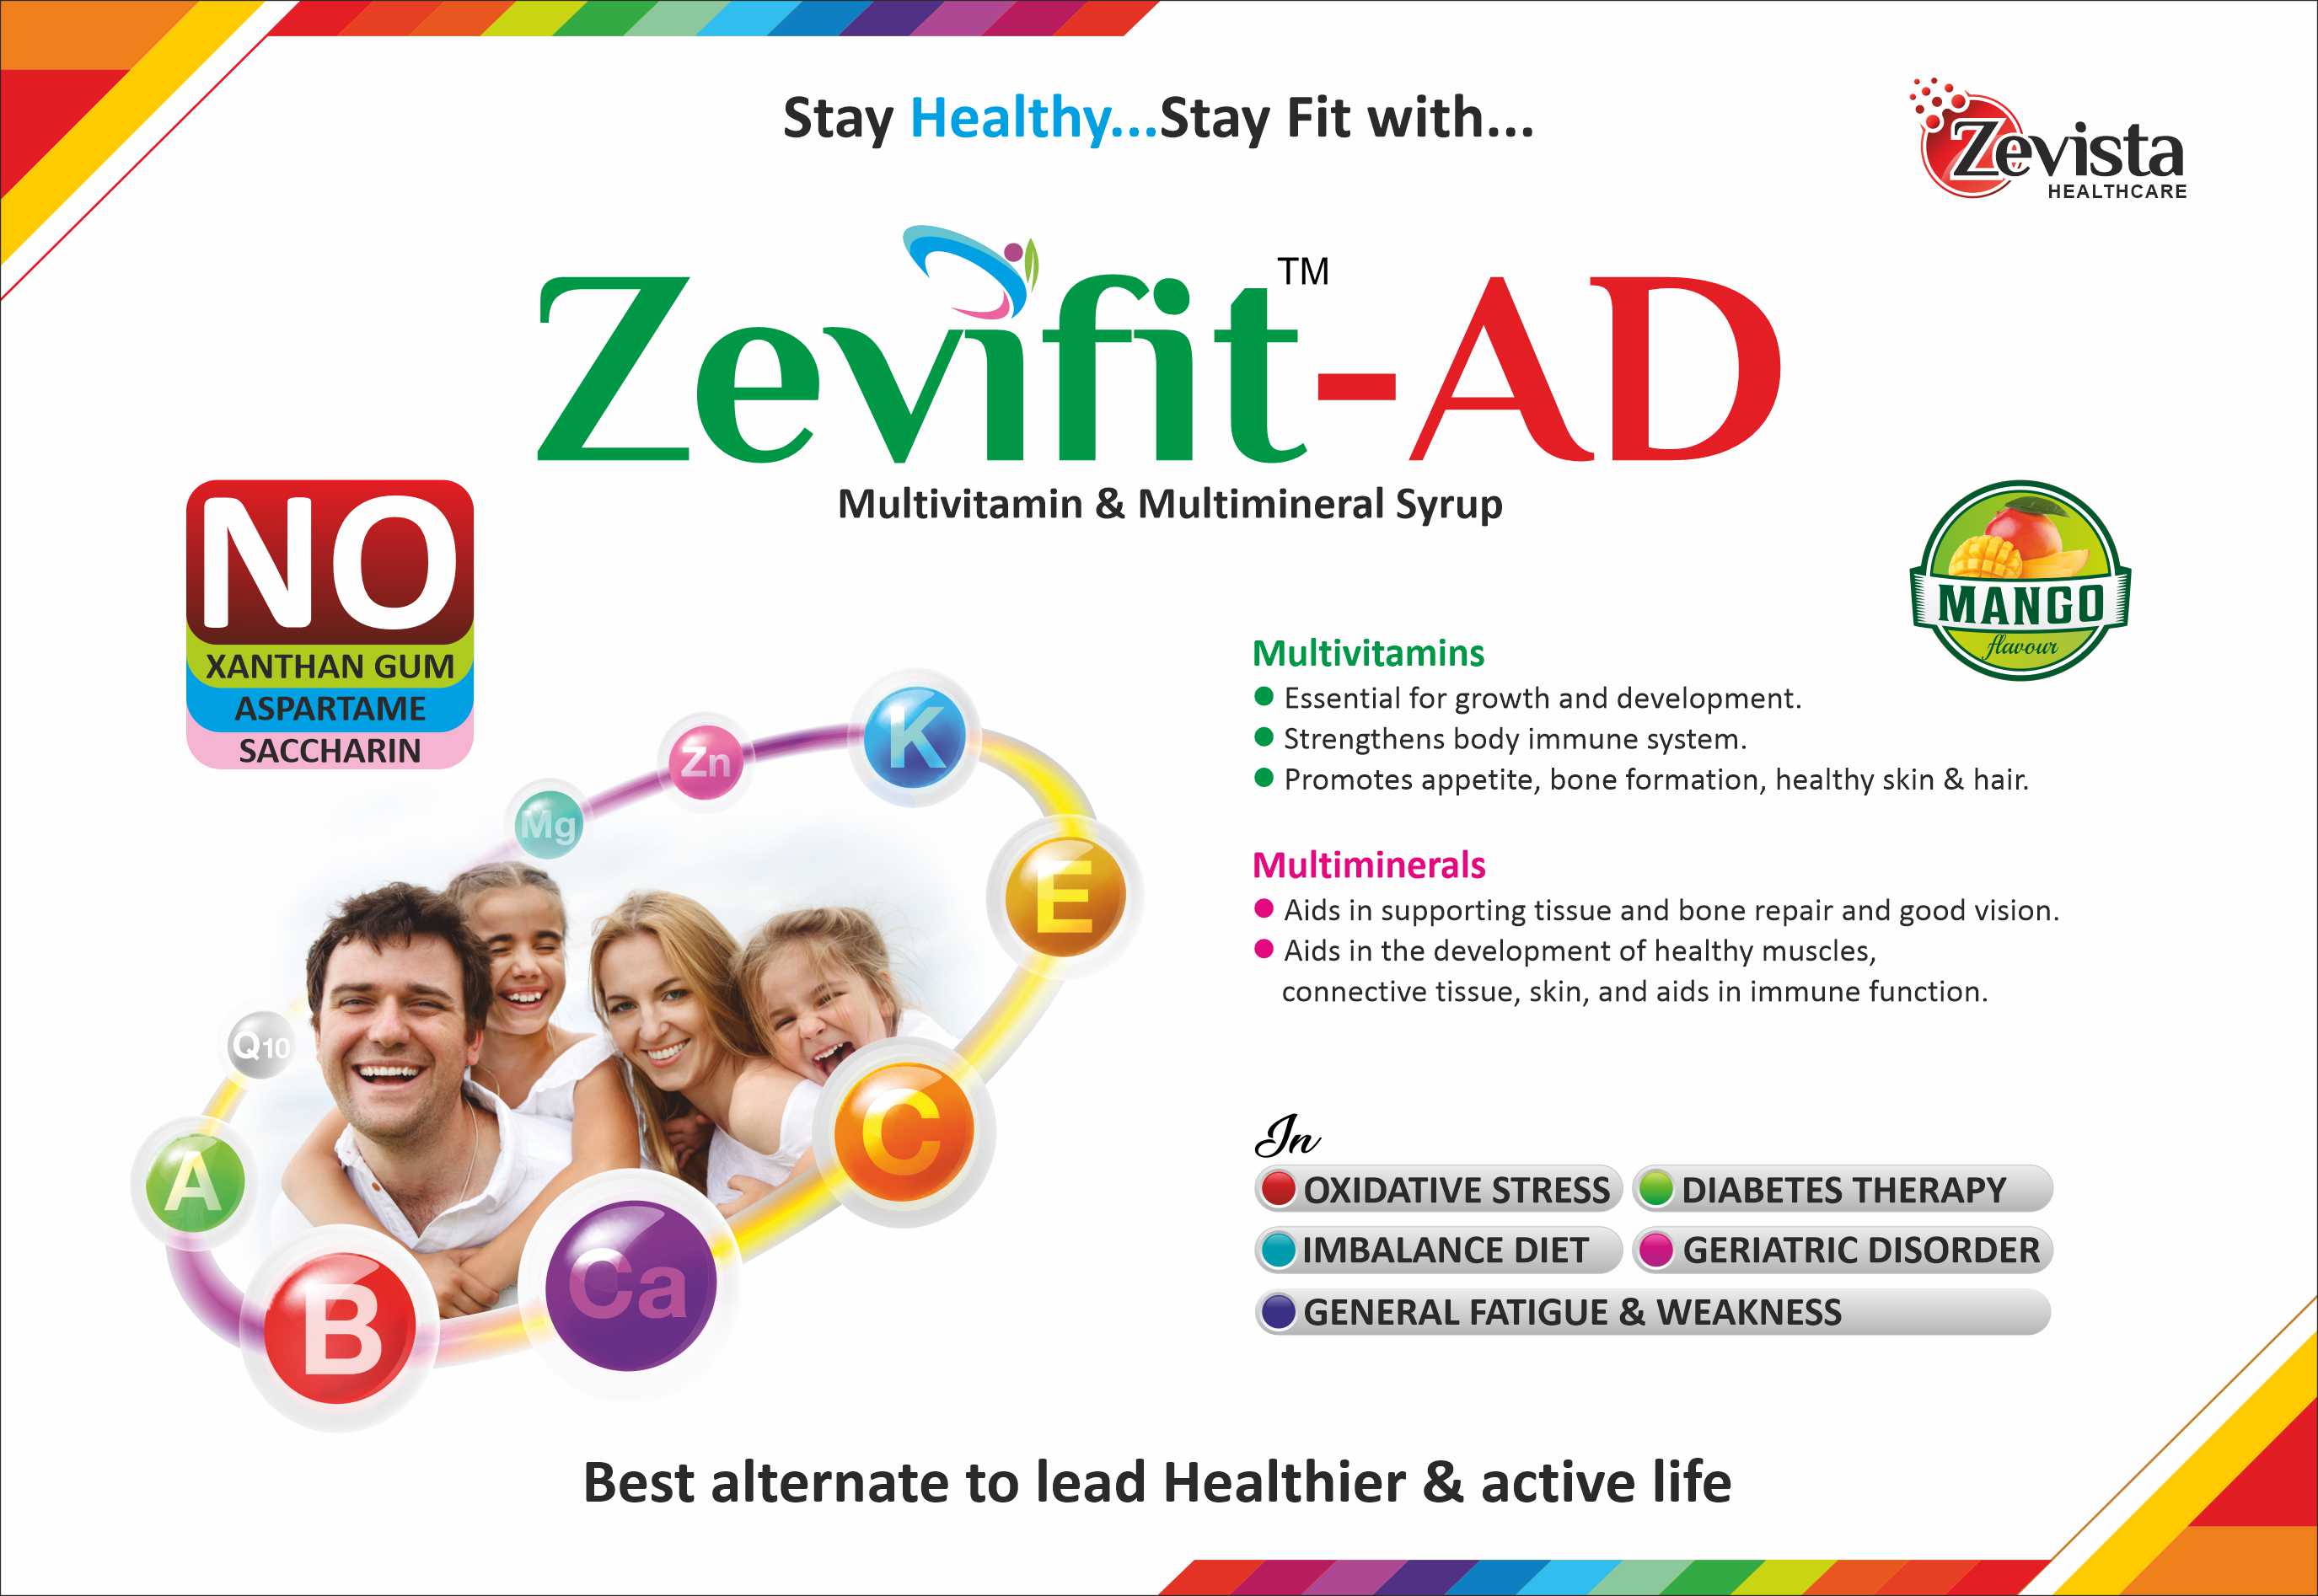 Stay Healthy...Stay Fit with...
Zevista
HEALTHCARE
Zevifit™-AD
Multivitamin & Multimineral Syrup
NO
XANTHAN GUM
ASPARTAME
SACCHARIN
MANGO
flavour
Multivitamins
Essential for growth and development.
Strengthens body immune system.
Promotes appetite, bone formation, healthy skin & hair.
Multiminerals
Aids in supporting tissue and bone repair and good vision.
Aids in the development of healthy muscles,
connective tissue, skin, and aids in immune function.
K
Zn
Mg
E
Q10
C
A
Ca
B
In
OXIDATIVE STRESS
DIABETES THERAPY
IMBALANCE DIET
GERIATRIC DISORDER
GENERAL FATIGUE & WEAKNESS
Best alternate to lead Healthier & active life